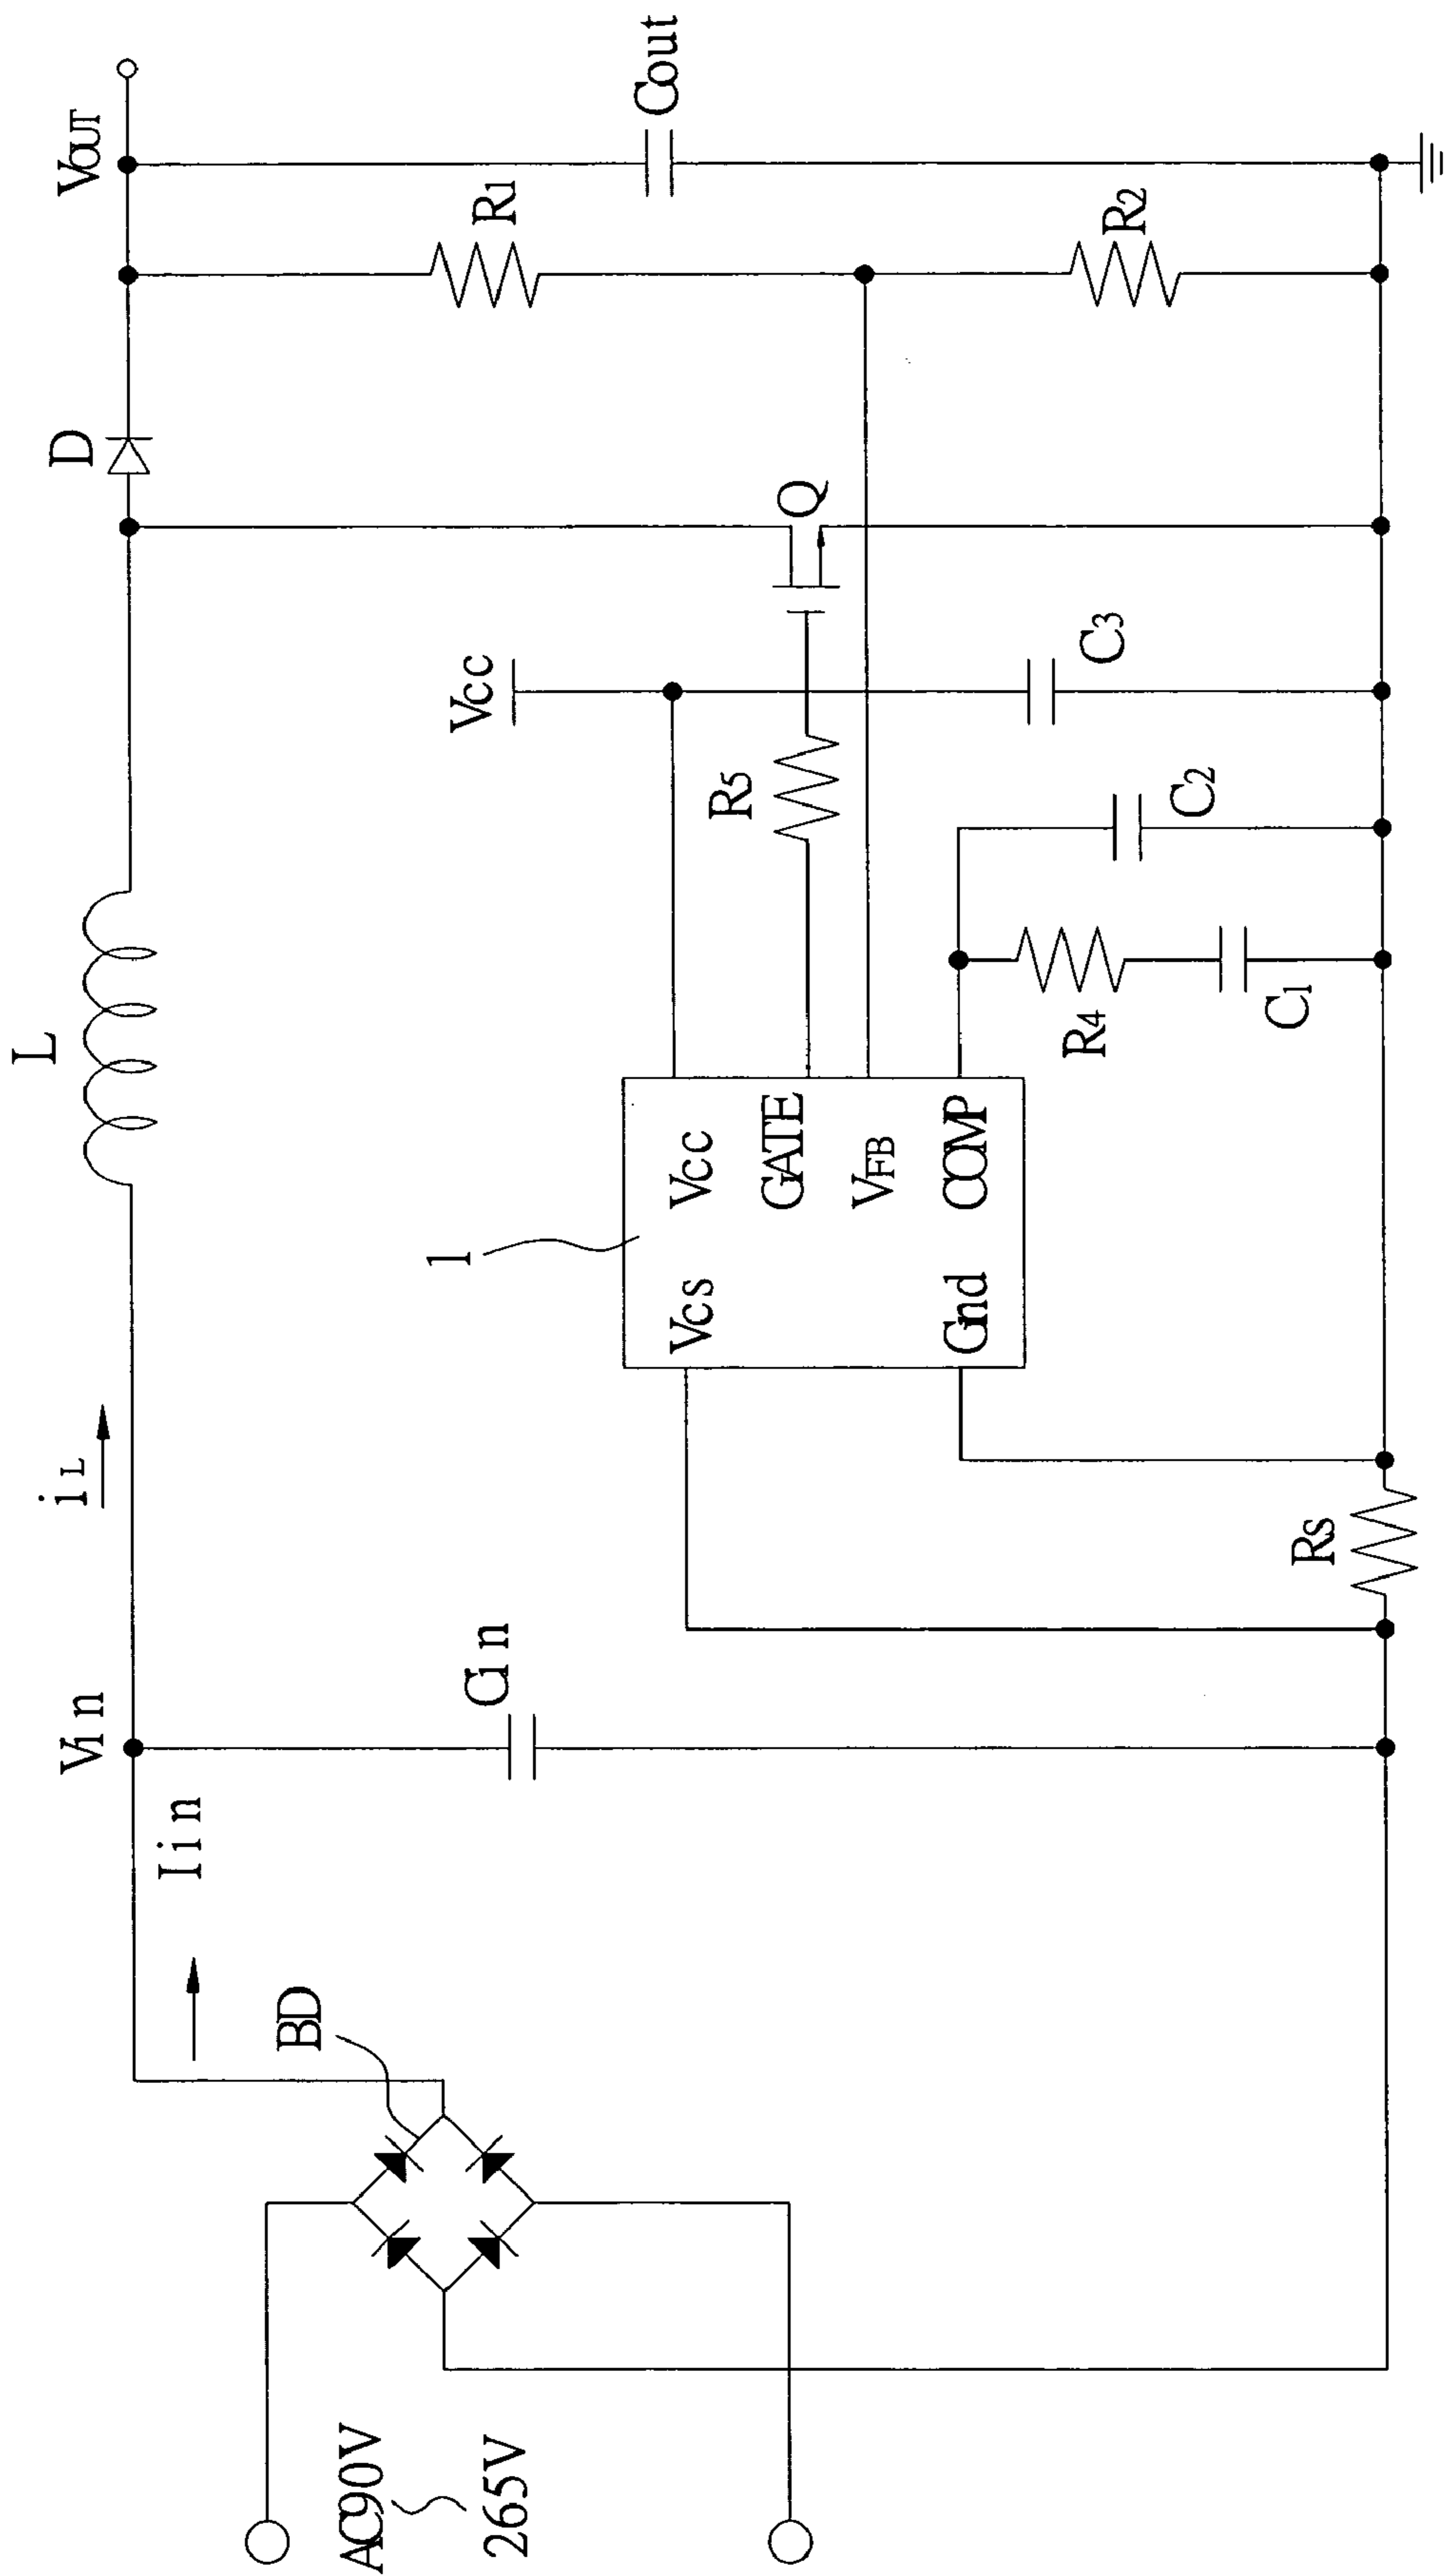 L
D
VOUT
iL
Vin
Iin
BD
AC90V
265V
Cin
1
Vcs
Vcc
GATE
VFB
Gnd
COMP
Vcc
R5
Q
R1
Cout
R4
C1
C2
C3
R2
Rs